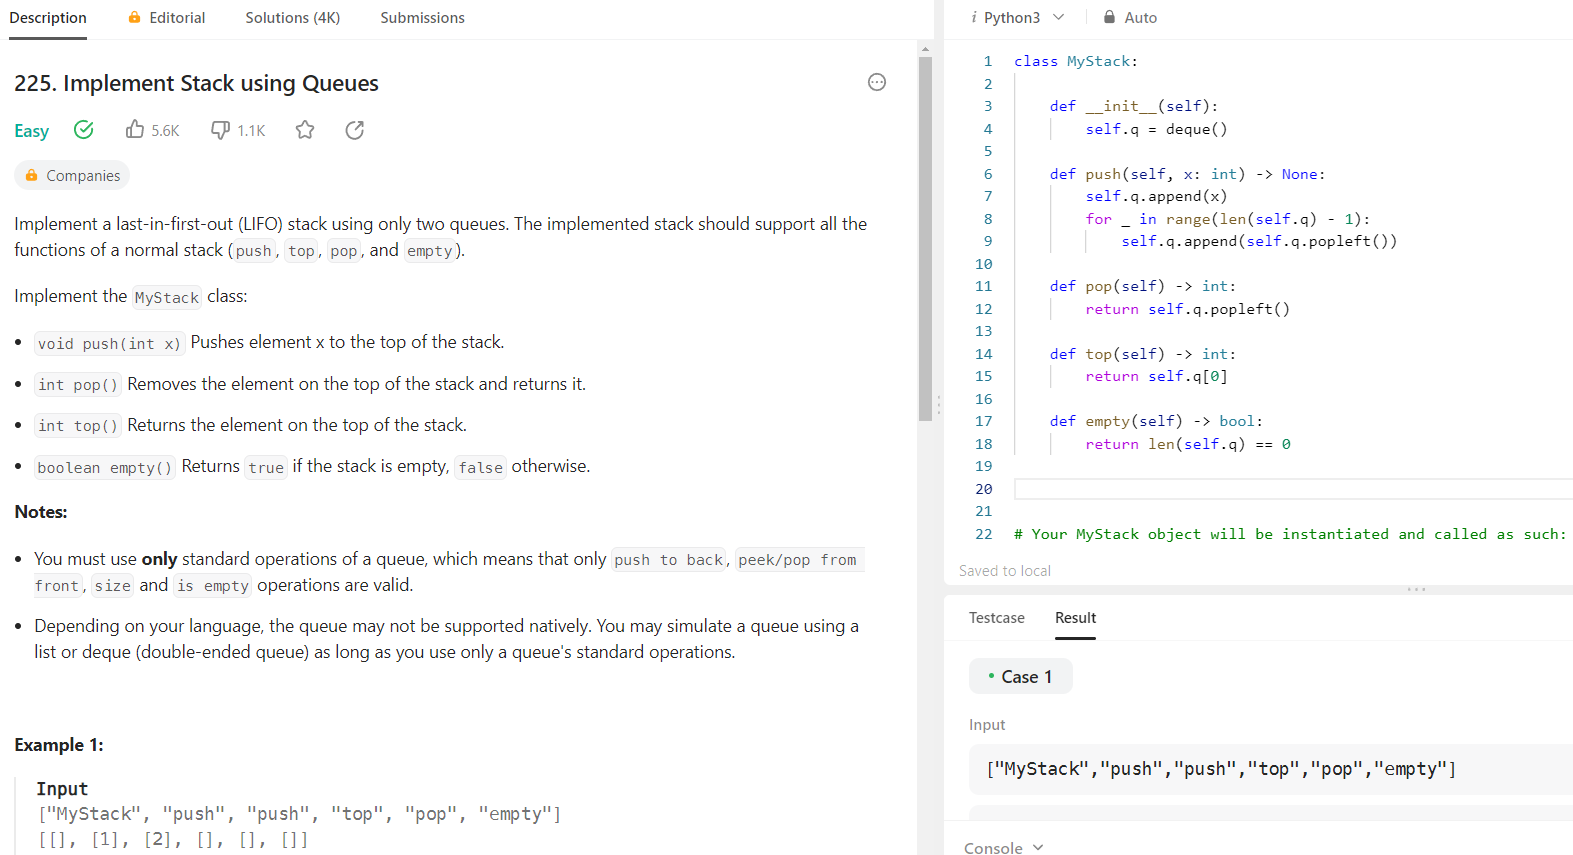 Description
Editorial
Solutions (4K)
Submissions
225. Implement Stack using Queues
Easy
5.6K
1.1K
Companies
Implement a last-in-first-out (LIFO) stack using only two queues. The implemented stack should support all the
functions of a normal stack (push, top, pop, and empty).
Implement the MyStack class:
• void push(int x) Pushes element x to the top of the stack.
• int pop() Removes the element on the top of the stack and returns it.
• int top() Returns the element on the top of the stack.
• boolean empty() Returns true if the stack is empty, false otherwise.
Notes:
• You must use only standard operations of a queue, which means that only push to back, peek/pop from
front, size and is empty operations are valid.
• Depending on your language, the queue may not be supported natively. You may simulate a queue using a
list or deque (double-ended queue) as long as you use only a queue's standard operations.
Example 1:
Input
["MyStack", "push", "push", "top", "pop", "empty"]
[[], [1], [2], [], [], []]
i Python3
Auto
1 class MyStack:
2
3     def __init__(self):
4         self.q = deque()
5
6     def push(self, x: int) -> None:
7         self.q.append(x)
8         for _ in range(len(self.q) - 1):
9             self.q.append(self.q.popleft())
10
11     def pop(self) -> int:
12         return self.q.popleft()
13
14     def top(self) -> int:
15         return self.q[0]
16
17     def empty(self) -> bool:
18         return len(self.q) == 0
19
20
21
22 # Your MyStack object will be instantiated and called as such:
Saved to local
Testcase
Result
• Case 1
Input
["MyStack","push","push","top","pop","empty"]
Console